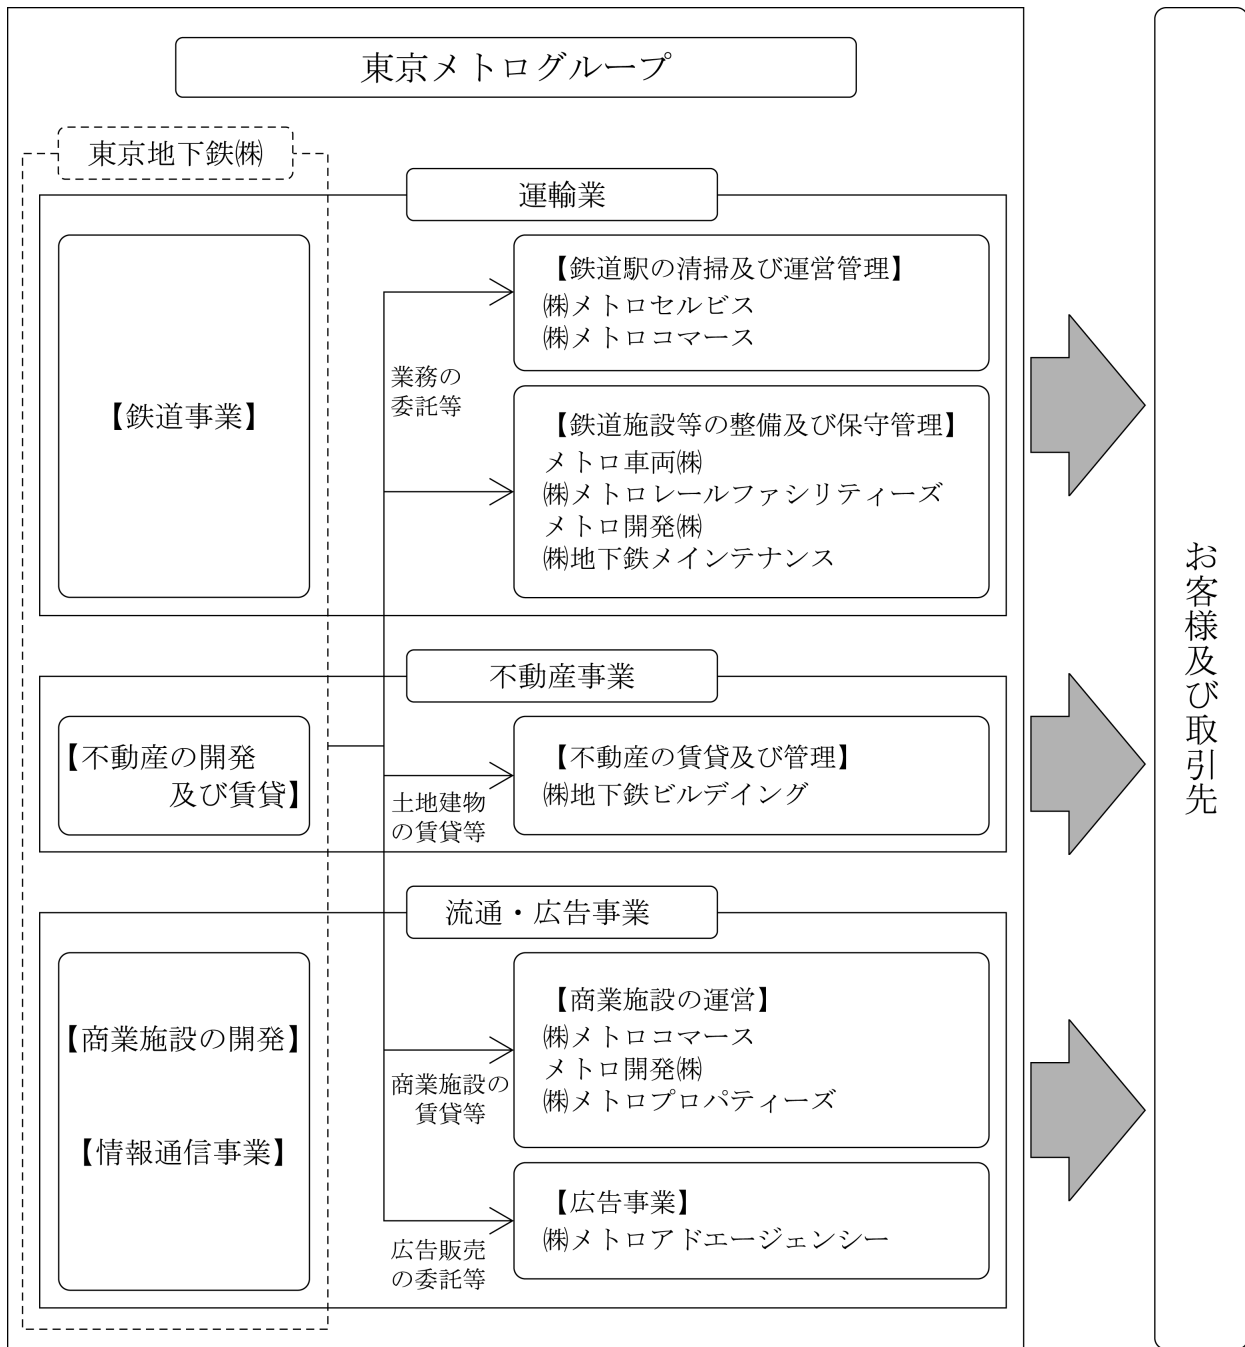 東京メトログループ
東京地下鉄㈱
運輸業
【鉄道事業】
業務の
委託等
【鉄道駅の清掃及び運営管理】
㈱メトロセルビス
㈱メトロコマース
【鉄道施設等の整備及び保守管理】
メトロ車両㈱
㈱メトロレールファシリティーズ
メトロ開発㈱
㈱地下鉄メインテナンス
不動産事業
【不動産の開発
及び賃貸】
土地建物
の賃貸等
【不動産の賃貸及び管理】
㈱地下鉄ビルデイング
流通・広告事業
【商業施設の開発】
【情報通信事業】
商業施設の
賃貸等
【商業施設の運営】
㈱メトロコマース
メトロ開発㈱
㈱メトロプロパティーズ
広告販売
の委託等
【広告事業】
㈱メトロアドエージェンシー
お客様及び取引先